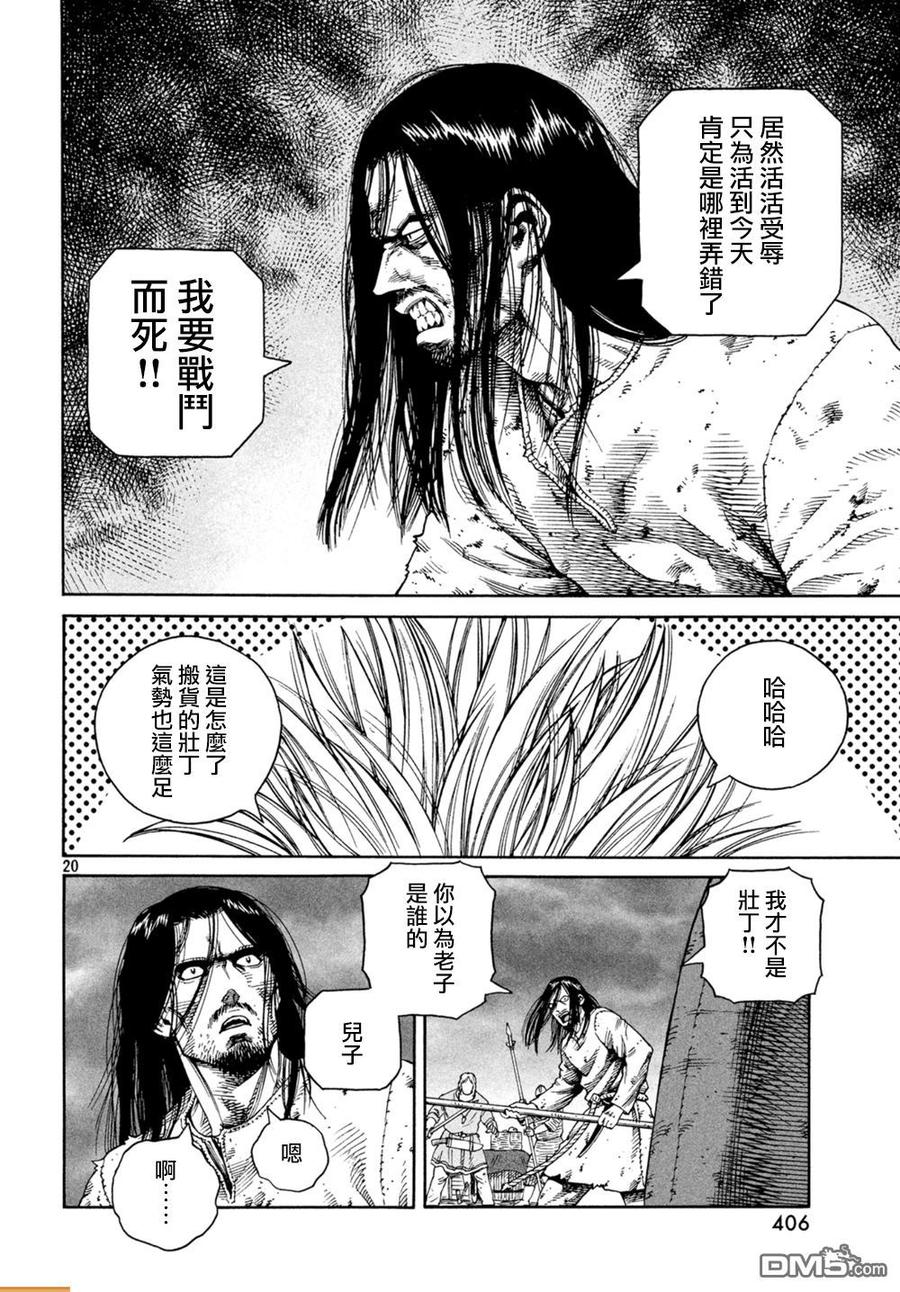 居然活活受辱
只為活到今天
肯定是哪裡弄錯了
我要戰鬥
而死!!
哈哈哈
這是怎麼了
搬貨的壯丁
氣勢也這麼足
20
我才不是
壯丁!!
你以為老子
是誰的
兒子
嗯
啊……
406
DM5.com